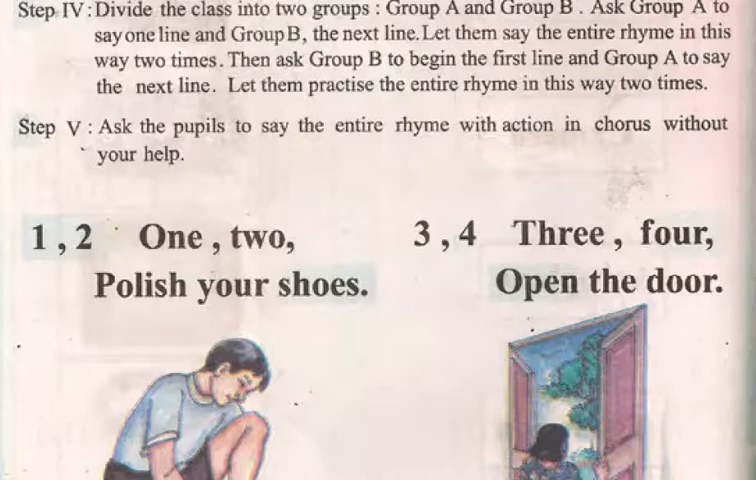 Step IV : Divide the class into two groups : Group A and Group B . Ask Group A to
say one line and Group B, the next line. Let them say the entire rhyme in this
way two times. Then ask Group B to begin the first line and Group A to say
the next line. Let them practise the entire rhyme in this way two times.
Step V : Ask the pupils to say the entire rhyme with action in chorus without
your help.
1 , 2 One , two,
Polish your shoes.
3 , 4 Three , four,
Open the door.